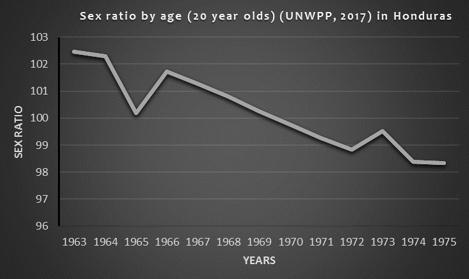 Sex ratio by age (20 year olds) (UNWPP, 2017) in Honduras
103
102
101
100
99
98
97
96
SEX RATIO
1963 1964 1965 1966 1967 1968 1969 1970 1971 1972 1973 1974 1975
YEARS